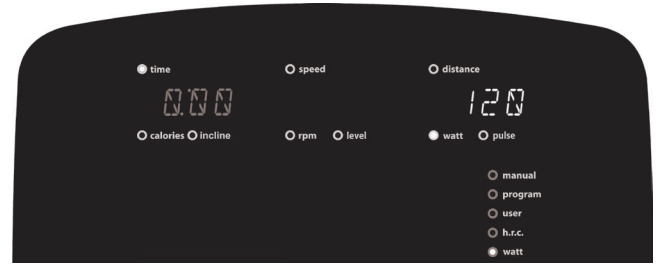 time speed distance
0:00 120
calories incline rpm level watt pulse
manual
program
user
h.r.c.
watt